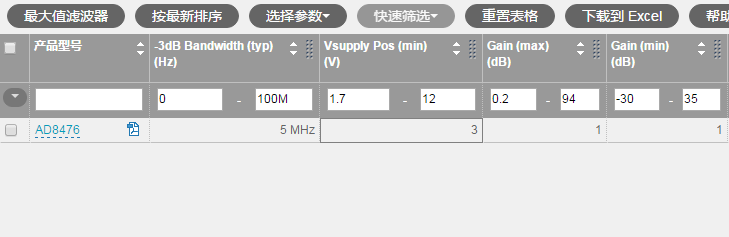 最大值滤波器 按最新排序 选择参数 快速筛选 重置表格 下载到 Excel 帮助
产品型号 -3dB Bandwidth (typ) (Hz) Vsupply Pos (min) (V) Gain (max) (dB) Gain (min) (dB)
0 - 100M 1.7 - 12 0.2 - 94 -30 - 35
AD8476 5 MHz 3 1 1